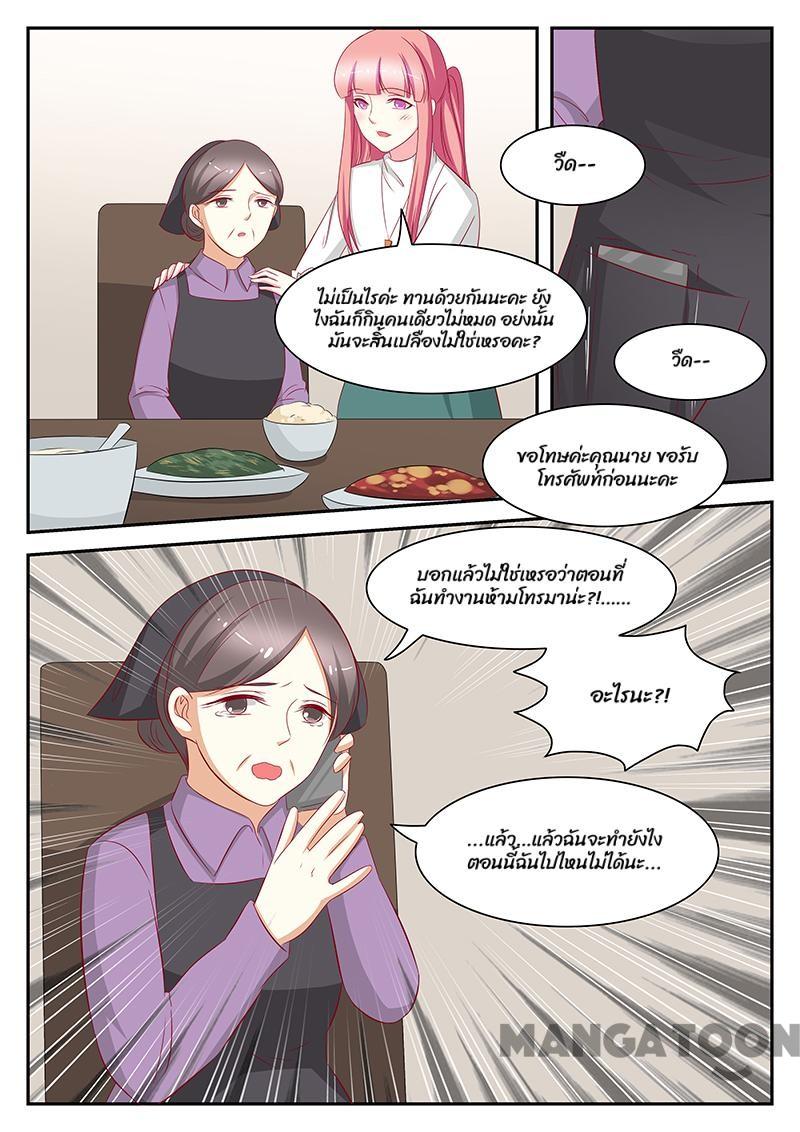 ไม่เป็นไรค่ะ ทานด้วยกันนะคะ ยัง
ไงฉันก็กินคนเดียวไม่หมด อย่งนั้น
มันจะสิ้นเปลืองไม่ใช่เหรอคะ?
วืด--
วืด--
ขอโทษค่ะคุณนาย ขอรับ
โทรศัพท์ก่อนนะคะ
บอกแล้วไม่ใช่เหรอว่าตอนที่
ฉันทำงานห้ามโทรมาน่ะ?!......
อะไรนะ?!
...แล้ว...แล้วฉันจะทำยังไง
ตอนนี้ฉันไปไหนไม่ได้นะ...
MANGATOON